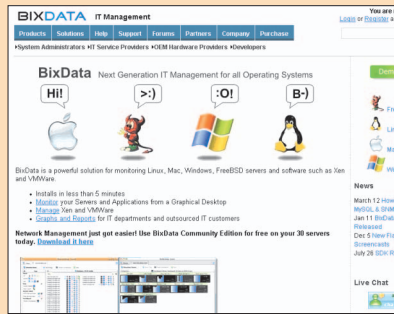 BIXDATA IT Management
You are
Login or Register a
Products Solutions Help Support Forums Partners Company Purchase
System Administrators IT Service Providers OEM Hardware Providers Developers
BixData Next Generation IT Management for all Operating Systems
Hi! >:) :O! B-)
BixData is a powerful solution for monitoring Linux, Mac, Windows, FreeBSD servers and software such as Xen
and VMWare.
Installs in less than 5 minutes
Monitor your Servers and Applications from a Graphical Desktop
Manage Xen and VMWare
Graphs and Reports for IT departments and outsourced IT customers
Network Management just got easier! Use BixData Community Edition for free on your 30 servers
today. Download it here
Fre
Li
News
March 12 How
MySQL & SNM
Jan 11 BixData
Released
Dec 5 New Fla
Screencasts
July 26 SDK R
Live Chat